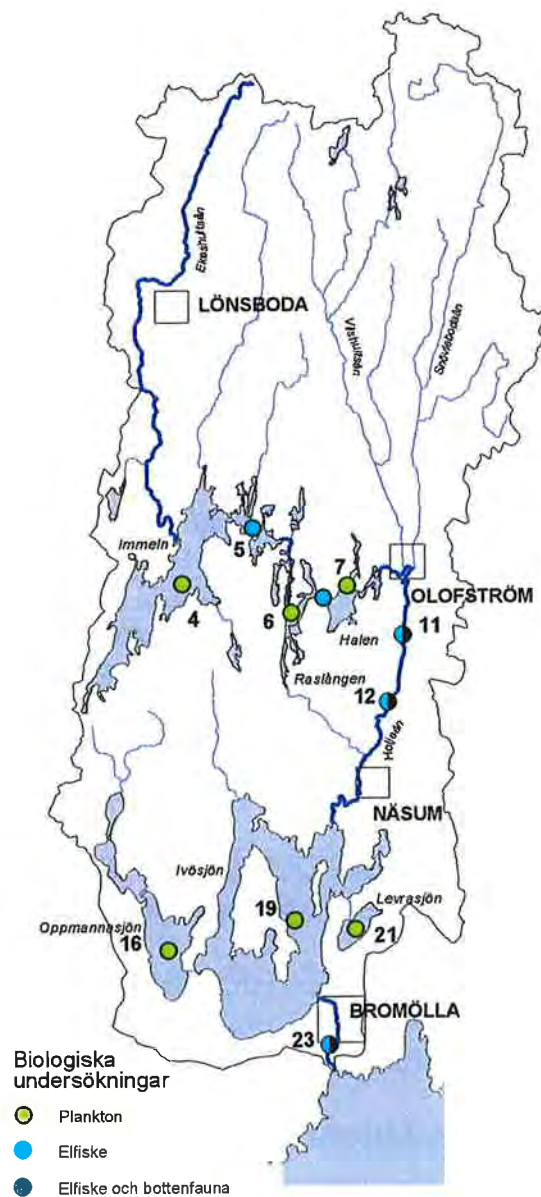 Ekeshultsån
LÖNSBODA
Vilshultsån
Snövlebodaån
Immeln
5
7
4
6
OLOFSTRÖM
Halen
11
Raslången
12
Holjeån
NÄSUM
Ivösjön
Levrasjön
Oppmannasjön
19
16
21
BROMÖLLA
23
Biologiska
undersökningar
Plankton
Elfiske
Elfiske och bottenfauna